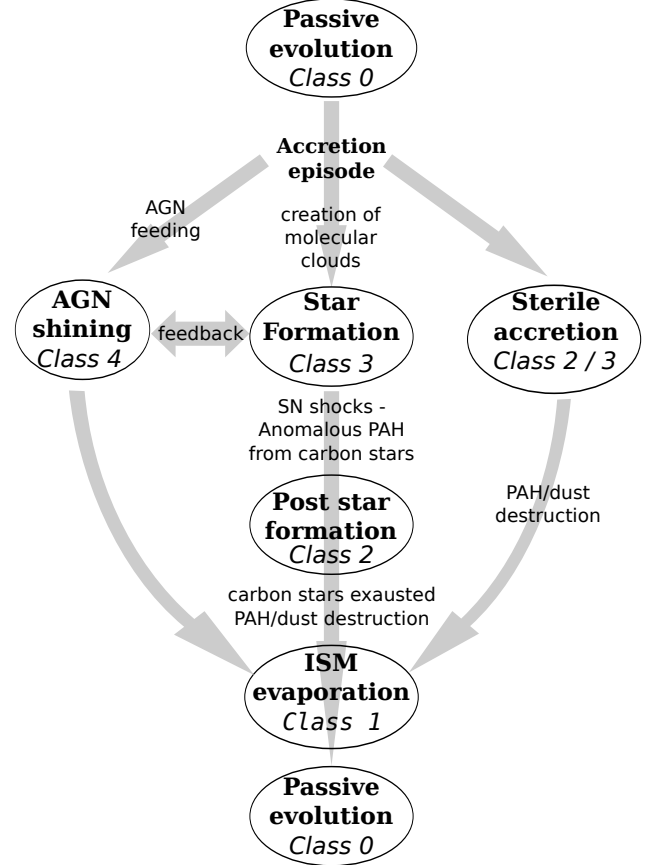 Passive
evolution
Class 0
Accretion
episode
AGN
feeding
creation of
molecular
clouds
AGN
shining
Class 4
feedback
Star
Formation
Class 3
Sterile
accretion
Class 2 / 3
SN shocks -
Anomalous PAH
from carbon stars
PAH/dust
destruction
Post star
formation
Class 2
carbon stars exausted
PAH/dust destruction
ISM
evaporation
Class 1
Passive
evolution
Class 0